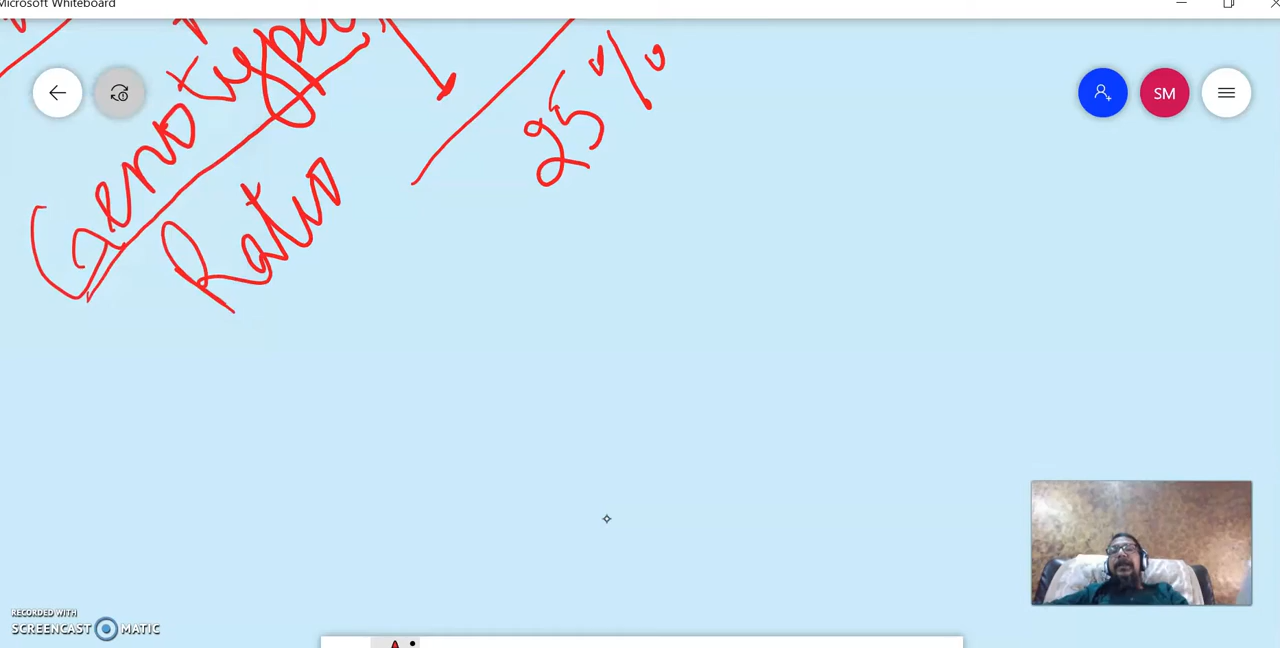 Microsoft Whiteboard
Genotypic
Ratio
25%
SM
RECORDED WITH
SCREENCAST MATIC